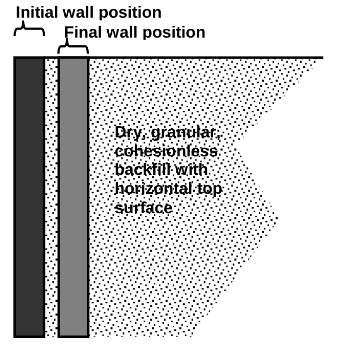 Initial wall position
Final wall position
Dry, granular,
cohesionless
backfill with
horizontal top
surface